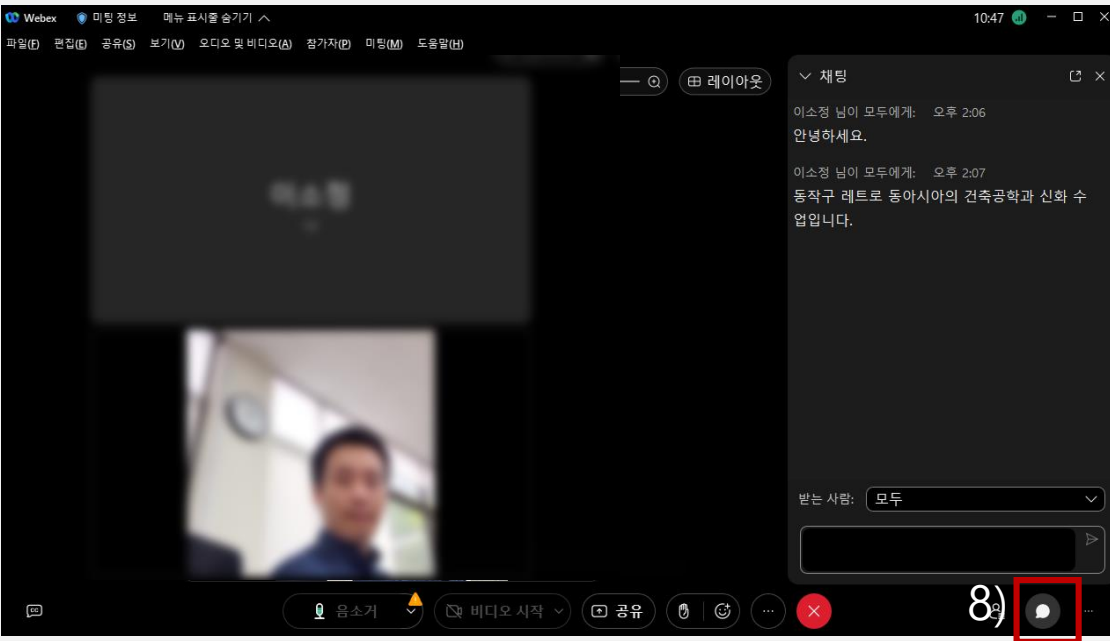 Webex 미팅 정보 메뉴 표시줄 숨기기 10:47
파일(F) 편집(E) 공유(S) 보기(V) 오디오 및 비디오(A) 참가자(P) 미팅(M) 도움말(H)
레이아웃
채팅
이소정 님이 모두에게: 오후 2:06
안녕하세요.
이소정 님이 모두에게: 오후 2:07
동작구 레트로 동아시아의 건축공학과 신화 수
업입니다.
이소정
받는 사람: 모두
CC 음소거 비디오 시작 공유 8)